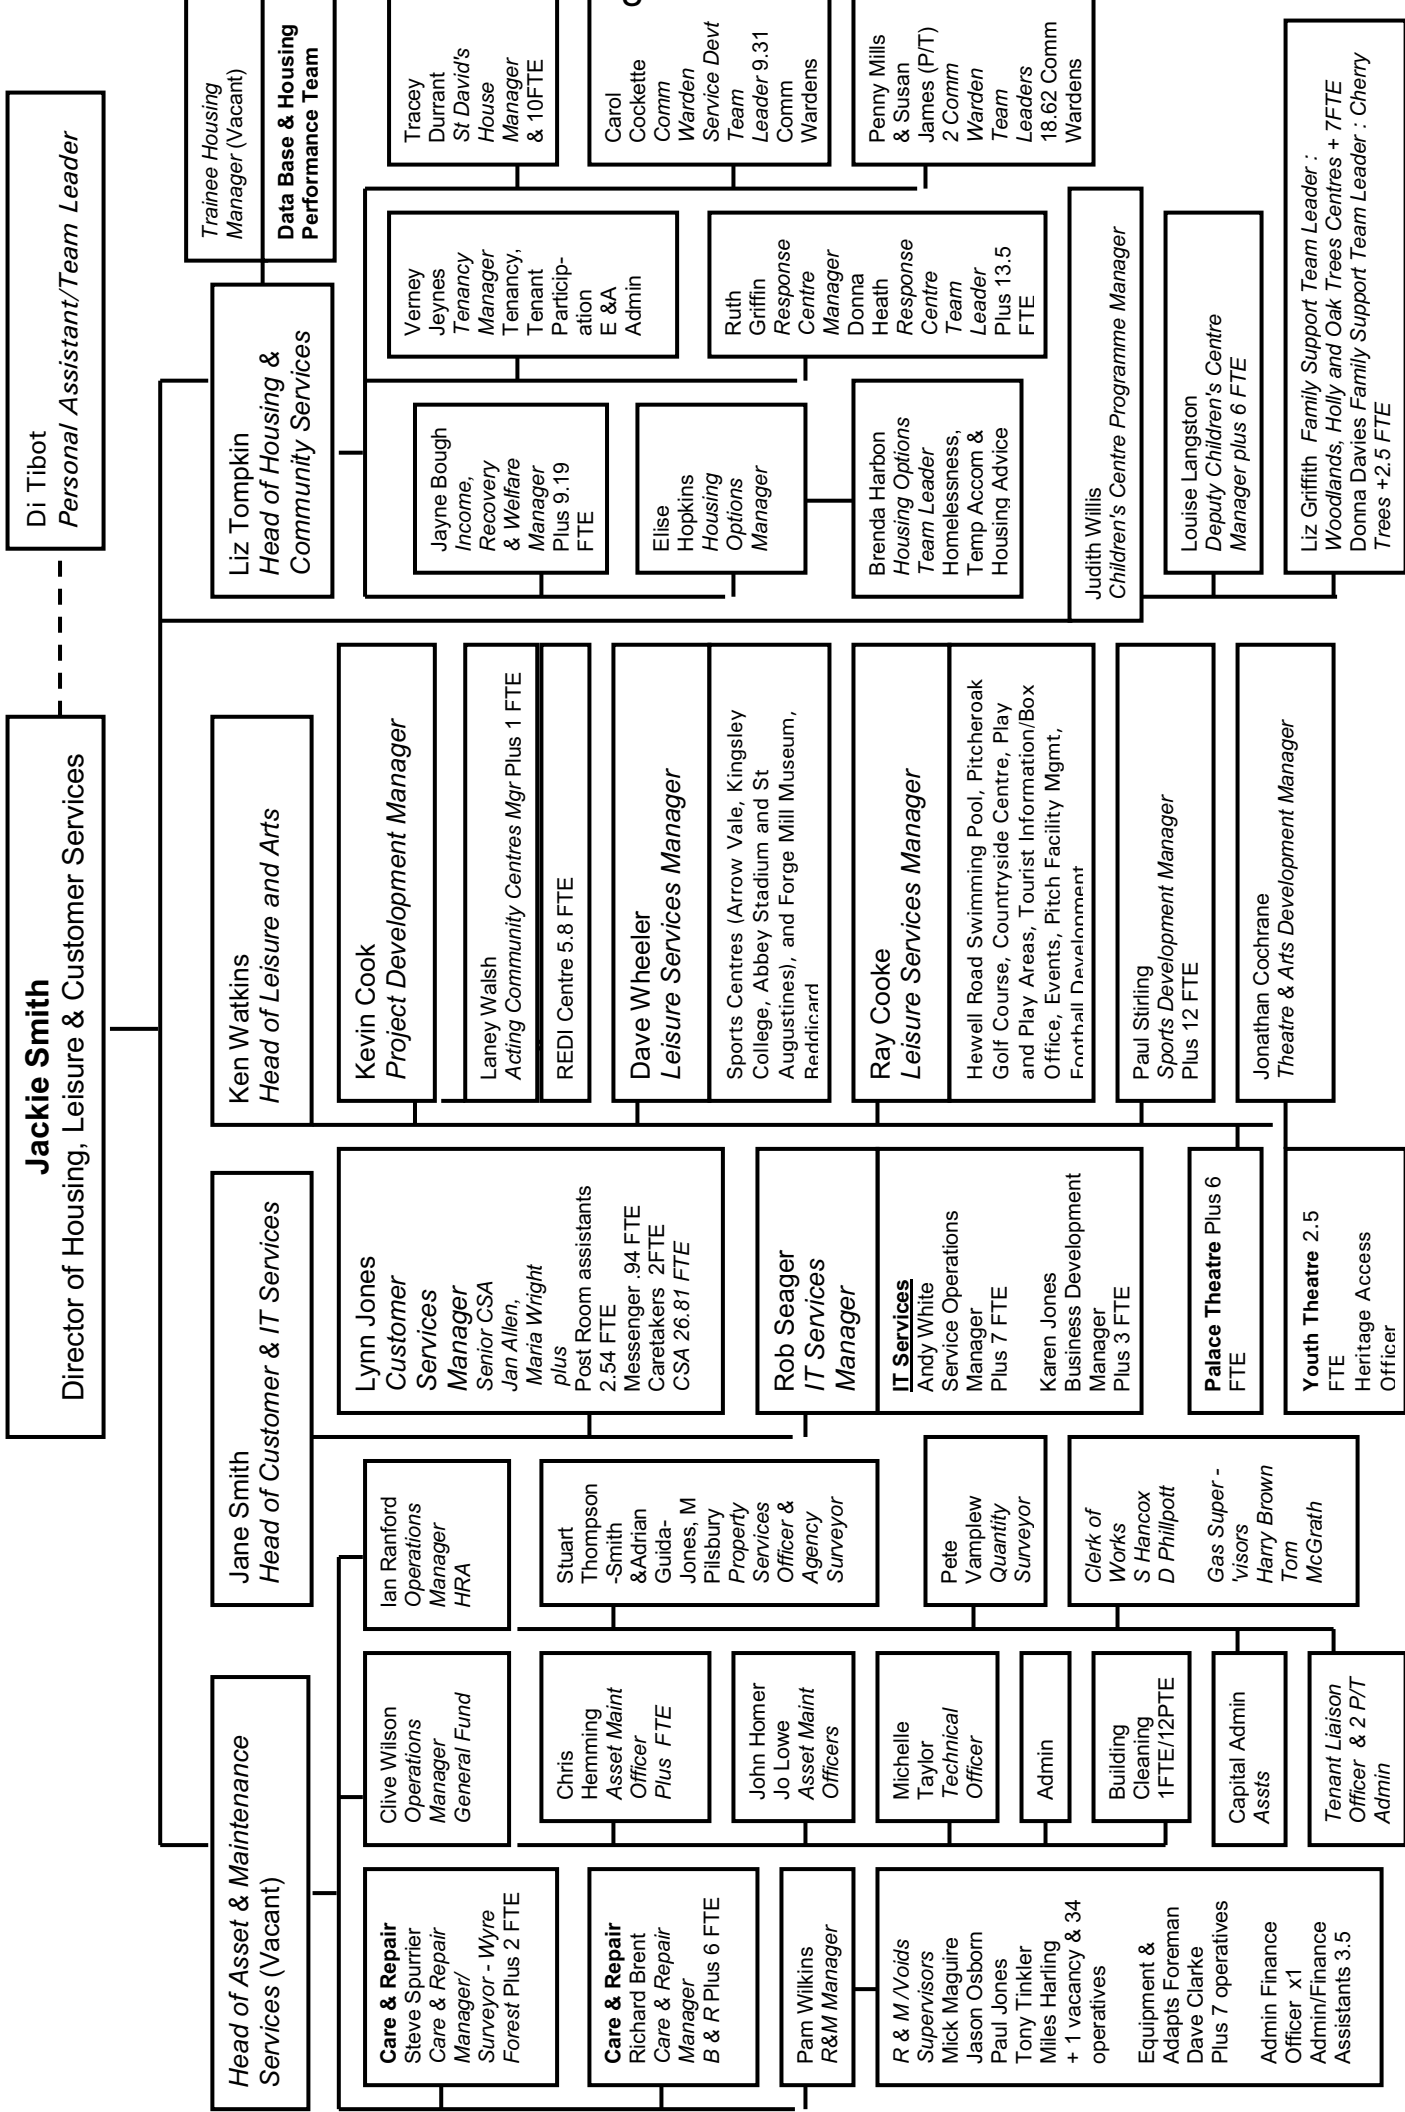 Jackie Smith
Director of Housing, Leisure & Customer Services
Di Tibot
Personal Assistant/Team Leader
Head of Asset & Maintenance
Services (Vacant)
Jane Smith
Head of Customer & IT Services
Ken Watkins
Head of Leisure and Arts
Liz Tompkin
Head of Housing &
Community Services
Trainee Housing
Manager (Vacant)
Data Base & Housing
Performance Team
Care & Repair
Steve Spurrier
Care & Repair
Manager/
Surveyor - Wyre
Forest Plus 2 FTE
Care & Repair
Richard Brent
Care & Repair
Manager
B & R Plus 6 FTE
Pam Wilkins
R&M Manager
R & M /Voids
Supervisors
Mick Maguire
Jason Osborn
Paul Jones
Tony Tinkler
Miles Harling
+ 1 vacancy & 34
operatives
Equipment &
Adapts Foreman
Dave Clarke
Plus 7 operatives
Admin Finance
Officer x1
Admin/Finance
Assistants 3.5
Clive Wilson
Operations
Manager
General Fund
Chris
Hemming
Asset Maint
Officer
Plus FTE
John Homer
Jo Lowe
Asset Maint
Officers
Michelle
Taylor
Technical
Officer
Admin
Building
Cleaning
1FTE/12PTE
Capital Admin
Assts
Tenant Liaison
Officer & 2 P/T
Admin
Ian Ranford
Operations
Manager
HRA
Stuart
Thompson
-Smith
&Adrian
Guida-
Jones, M
Pilsbury
Property
Services
Officer &
Agency
Surveyor
Pete
Vamplew
Quantity
Surveyor
Clerk of
Works
S Hancox
D Phillpott
Gas Super -
'visors
Harry Brown
Tom
McGrath
Lynn Jones
Customer
Services
Manager
Senior CSA
Jan Allen,
Maria Wright
plus
Post Room assistants
2.54 FTE
Messenger .94 FTE
Caretakers 2FTE
CSA 26.81 FTE
Rob Seager
IT Services
Manager
IT Services
Andy White
Service Operations
Manager
Plus 7 FTE
Karen Jones
Business Development
Manager
Plus 3 FTE
Palace Theatre Plus 6
FTE
Youth Theatre 2.5
FTE
Heritage Access
Officer
Kevin Cook
Project Development Manager
Laney Walsh
Acting Community Centres Mgr Plus 1 FTE
REDI Centre 5.8 FTE
Dave Wheeler
Leisure Services Manager
Sports Centres (Arrow Vale, Kingsley
College, Abbey Stadium and St
Augustines), and Forge Mill Museum,
Reddicard
Ray Cooke
Leisure Services Manager
Hewell Road Swimming Pool, Pitcheroak
Golf Course, Countryside Centre, Play
and Play Areas, Tourist Information/Box
Office, Events, Pitch Facility Mgmt,
Football Development
Paul Stirling
Sports Development Manager
Plus 12 FTE
Jonathan Cochrane
Theatre & Arts Development Manager
Jayne Bough
Income,
Recovery
& Welfare
Manager
Plus 9.19
FTE
Elise
Hopkins
Housing
Options
Manager
Brenda Harbon
Housing Options
Team Leader
Homelessness,
Temp Accom &
Housing Advice
Verney
Jeynes
Tenancy
Manager
Tenancy,
Tenant
Particip-
ation
E &A
Admin
Ruth
Griffin
Response
Centre
Manager
Donna
Heath
Response
Centre
Team
Leader
Plus 13.5
FTE
Tracey
Durrant
St David's
House
Manager
& 10FTE
Carol
Cockette
Comm
Warden
Service Devt
Team
Leader 9.31
Comm
Wardens
Penny Mills
& Susan
James (P/T)
2 Comm
Warden
Team
Leaders
18.62 Comm
Wardens
Judith Willis
Children's Centre Programme Manager
Louise Langston
Deputy Children's Centre
Manager plus 6 FTE
Liz Griffith Family Support Team Leader :
Woodlands, Holly and Oak Trees Centres + 7FTE
Donna Davies Family Support Team Leader : Cherry
Trees +2.5 FTE